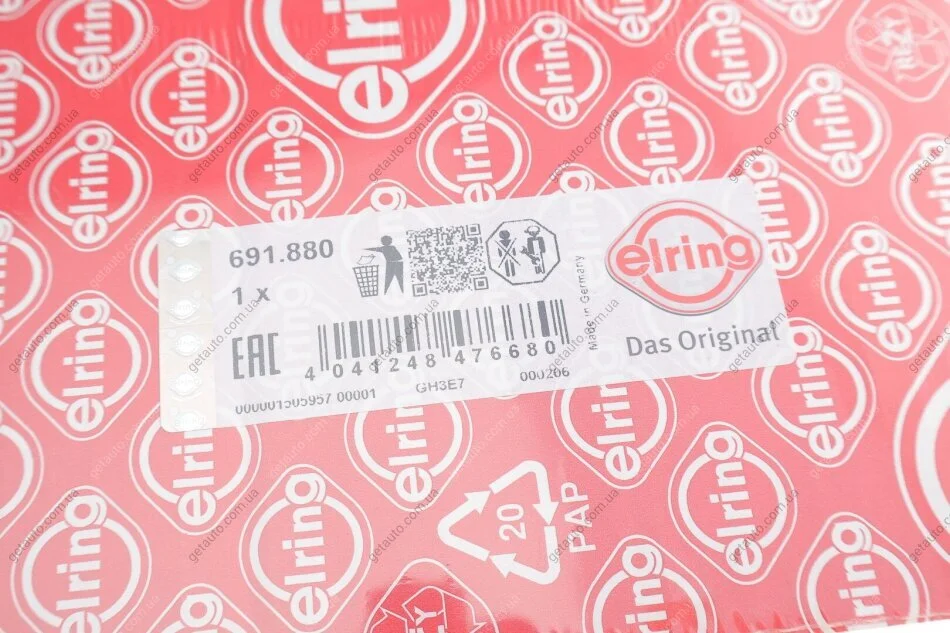 elring
691.880
1 x
EAC
4 041248 476680
000001505957 00001
GH3E7
000206
Made in Germany
elring
Das Original
20
PAP
getauto.com.ua